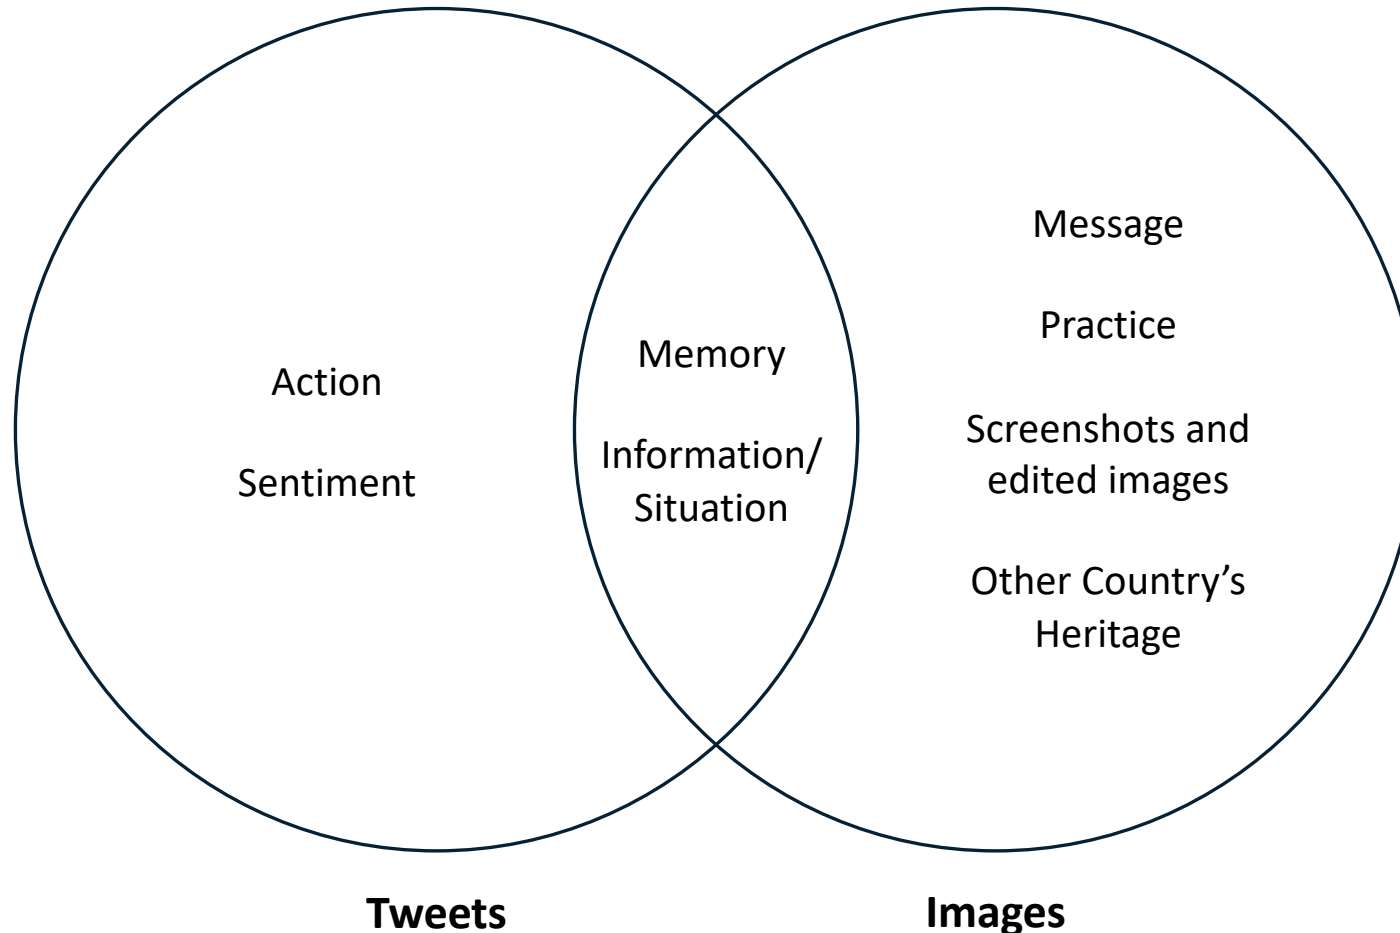 Action
Sentiment
Memory
Information/
Situation
Message
Practice
Screenshots and
edited images
Other Country’s
Heritage
Tweets
Images